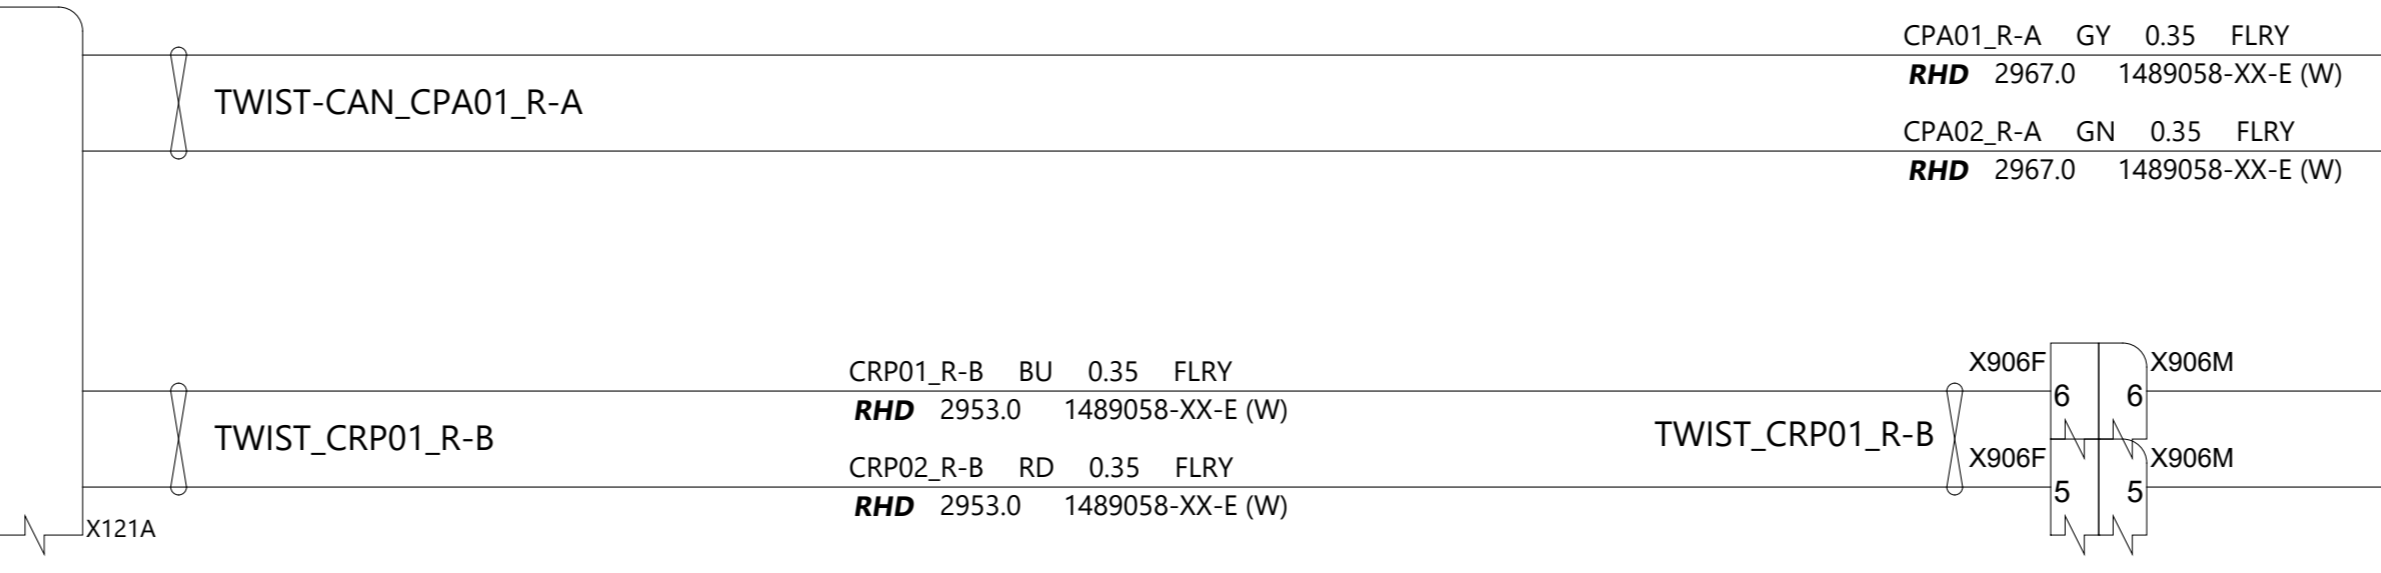 CPA01_R-A GY 0.35 FLRY
RHD 2967.0 1489058-XX-E (W)
TWIST-CAN_CPA01_R-A
CPA02_R-A GN 0.35 FLRY
RHD 2967.0 1489058-XX-E (W)
CRP01_R-B BU 0.35 FLRY
X906F X906M
RHD 2953.0 1489058-XX-E (W)
6 6
TWIST_CRP01_R-B
TWIST_CRP01_R-B
CRP02_R-B RD 0.35 FLRY
X906F X906M
RHD 2953.0 1489058-XX-E (W)
5 5
X121A